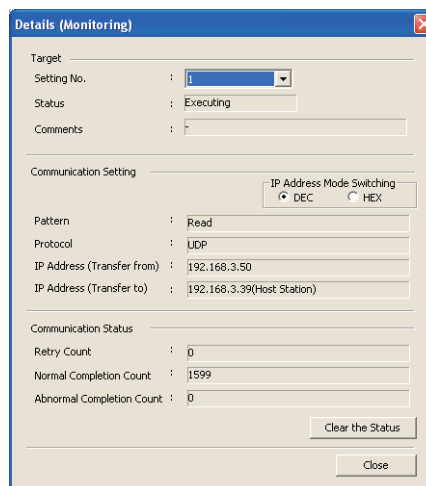 Details (Monitoring)
Target
Setting No. : 1
Status : Executing
Comments : -
Communication Setting
IP Address Mode Switching
DEC HEX
Pattern : Read
Protocol : UDP
IP Address (Transfer from) : 192.168.3.50
IP Address (Transfer to) : 192.168.3.39(Host Station)
Communication Status
Retry Count : 0
Normal Completion Count : 1599
Abnormal Completion Count : 0
Clear the Status
Close